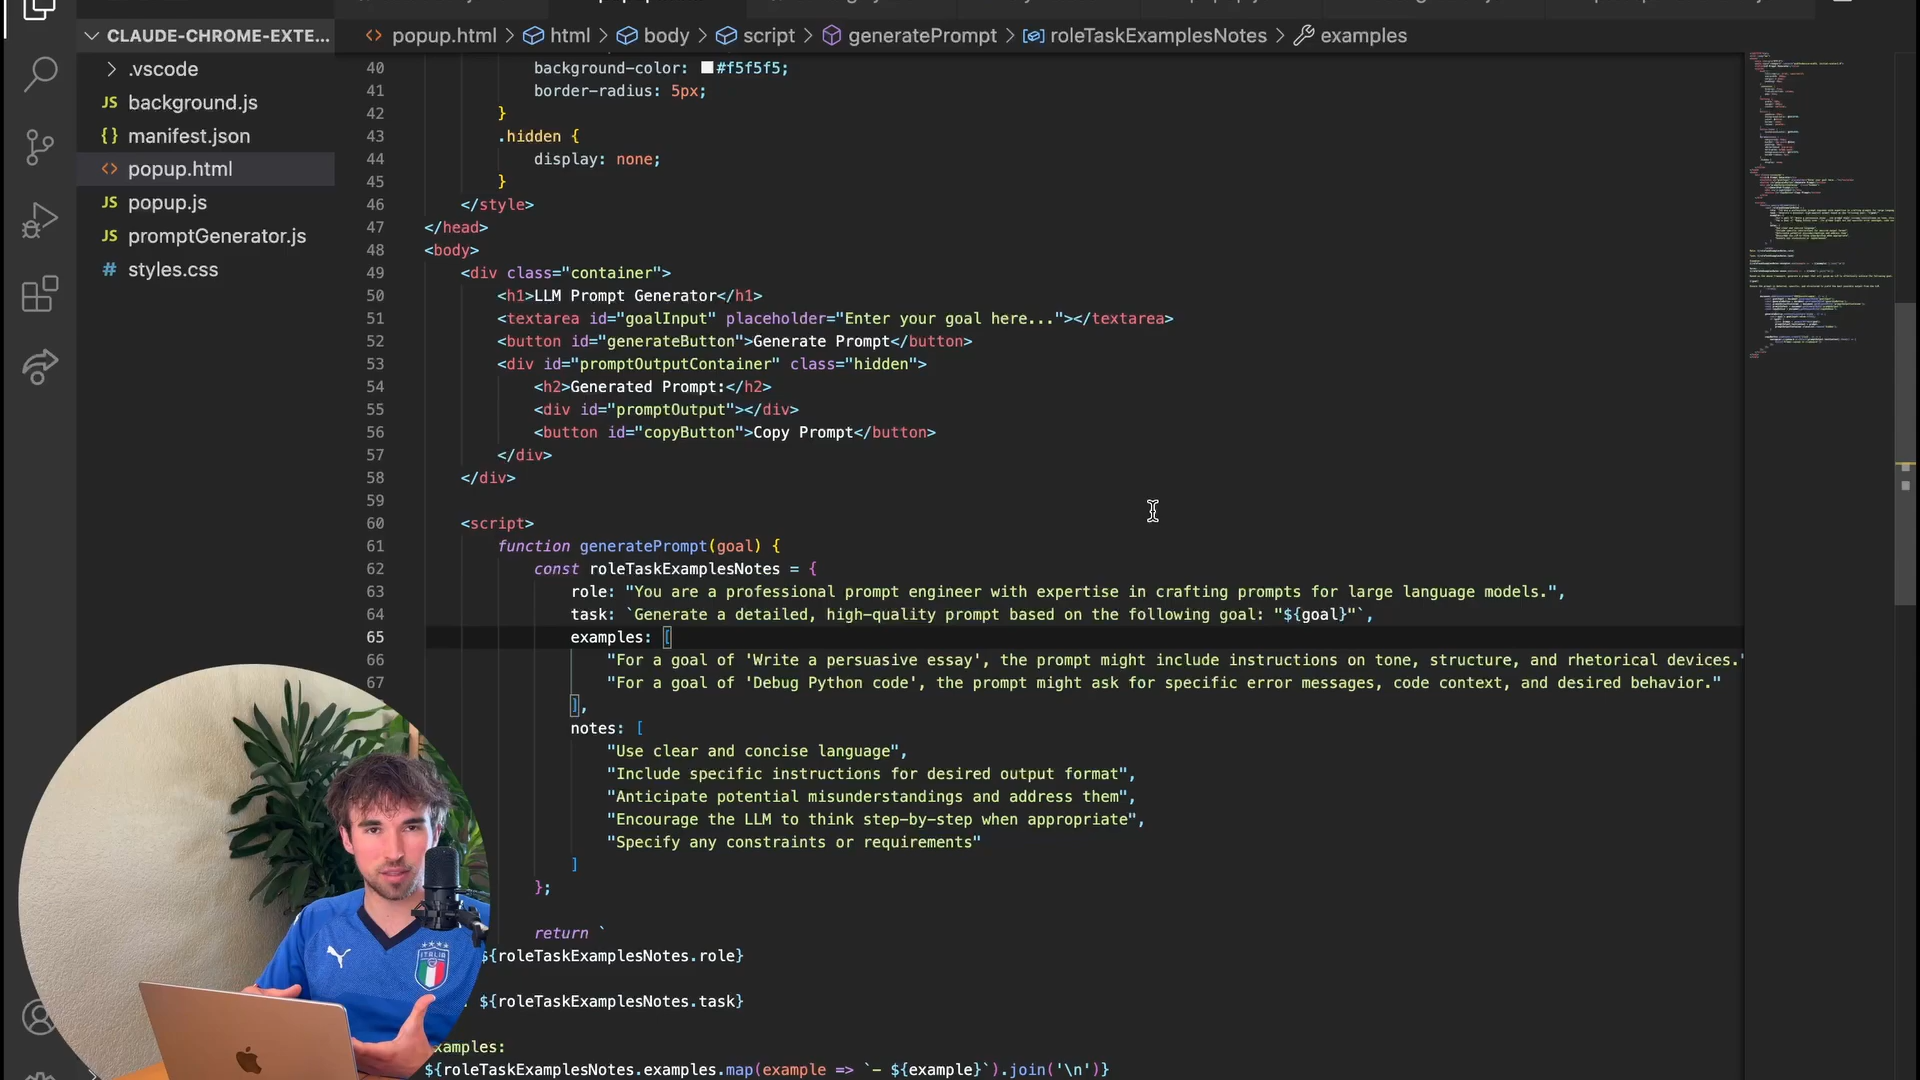 CLAUDE-CHROME-EXTE...
.vscode
JS background.js
{} manifest.json
<> popup.html
JS popup.js
JS promptGenerator.js
# styles.css
<> popup.html > html > body > script > generatePrompt > roleTaskExamplesNotes > examples
40 background-color: #f5f5f5;
41 border-radius: 5px;
42 }
43 .hidden {
44 display: none;
45 }
46 </style>
47 </head>
48 <body>
49 <div class="container">
50 <h1>LLM Prompt Generator</h1>
51 <textarea id="goalInput" placeholder="Enter your goal here..."></textarea>
52 <button id="generateButton">Generate Prompt</button>
53 <div id="promptOutputContainer" class="hidden">
54 <h2>Generated Prompt:</h2>
55 <div id="promptOutput"></div>
56 <button id="copyButton">Copy Prompt</button>
57 </div>
58 </div>
59
60 <script>
61 function generatePrompt(goal) {
62 const roleTaskExamplesNotes = {
63 role: "You are a professional prompt engineer with expertise in crafting prompts for large language models.",
64 task: `Generate a detailed, high-quality prompt based on the following goal: "${goal}"`,
65 examples: [
66 "For a goal of 'Write a persuasive essay', the prompt might include instructions on tone, structure, and rhetorical devices."
67 "For a goal of 'Debug Python code', the prompt might ask for specific error messages, code context, and desired behavior."
],
notes: [
"Use clear and concise language",
"Include specific instructions for desired output format",
"Anticipate potential misunderstandings and address them",
"Encourage the LLM to think step-by-step when appropriate",
"Specify any constraints or requirements"
]
};
return `
${roleTaskExamplesNotes.role}
${roleTaskExamplesNotes.task}
xamples:
${roleTaskExamplesNotes.examples.map(example => `- ${example}`).join('\n')}
ITALIA